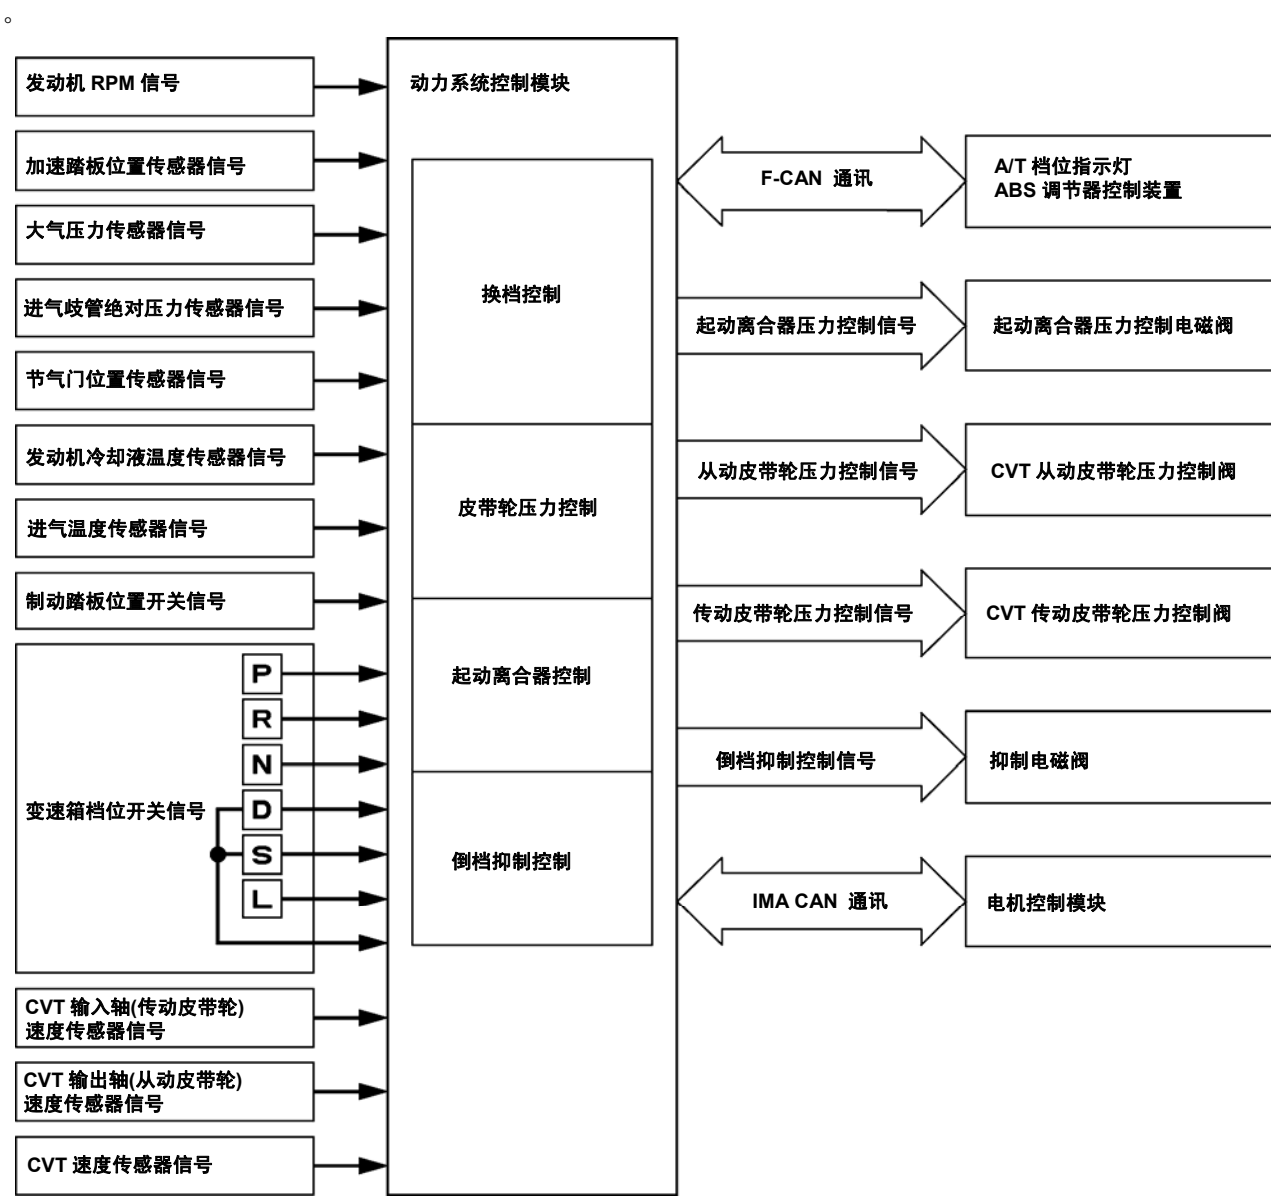 。
发动机 RPM 信号
加速踏板位置传感器信号
大气压力传感器信号
进气歧管绝对压力传感器信号
节气门位置传感器信号
发动机冷却液温度传感器信号
进气温度传感器信号
制动踏板位置开关信号
变速箱档位开关信号
P
R
N
D
S
L
CVT 输入轴(传动皮带轮)
速度传感器信号
CVT 输出轴(从动皮带轮)
速度传感器信号
CVT 速度传感器信号
动力系统控制模块
换档控制
皮带轮压力控制
起动离合器控制
倒档抑制控制
F-CAN 通讯
A/T 档位指示灯
ABS 调节器控制装置
起动离合器压力控制信号
起动离合器压力控制电磁阀
从动皮带轮压力控制信号
CVT 从动皮带轮压力控制阀
传动皮带轮压力控制信号
CVT 传动皮带轮压力控制阀
倒档抑制控制信号
抑制电磁阀
IMA CAN 通讯
电机控制模块